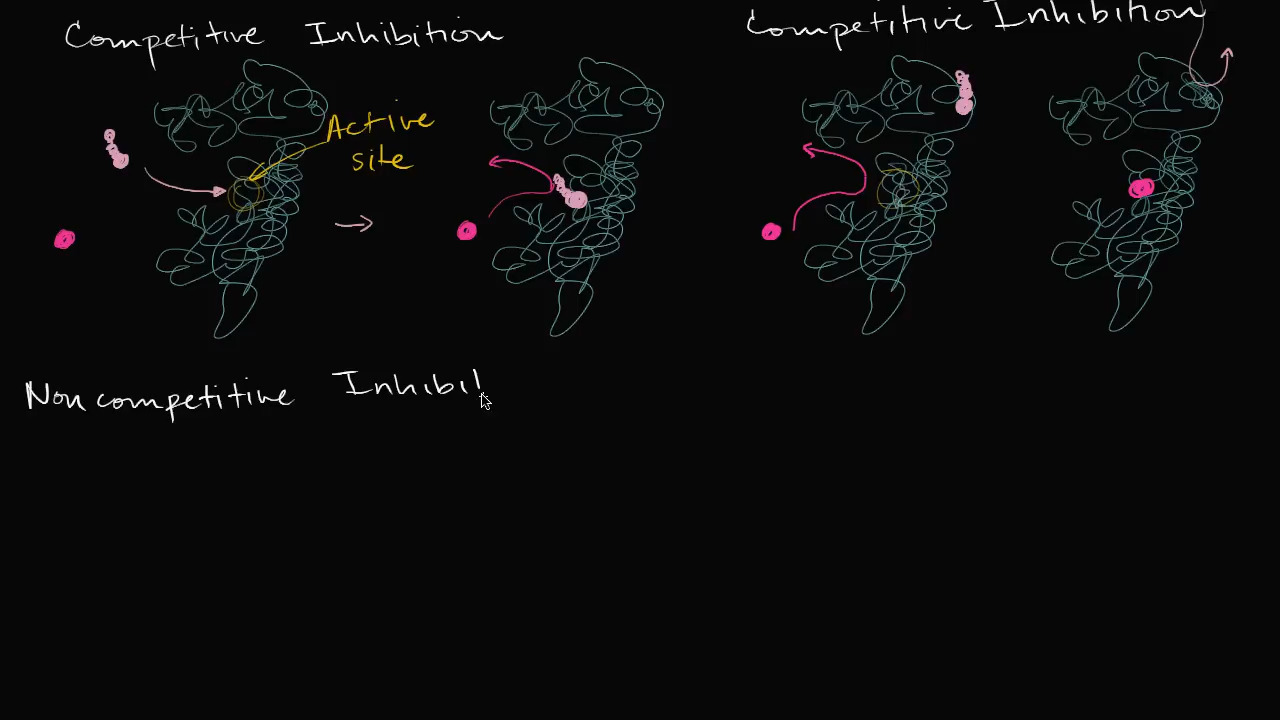 Competitive Inhibition
Competitive Inhibition
Active
site
Noncompetitive Inhibi